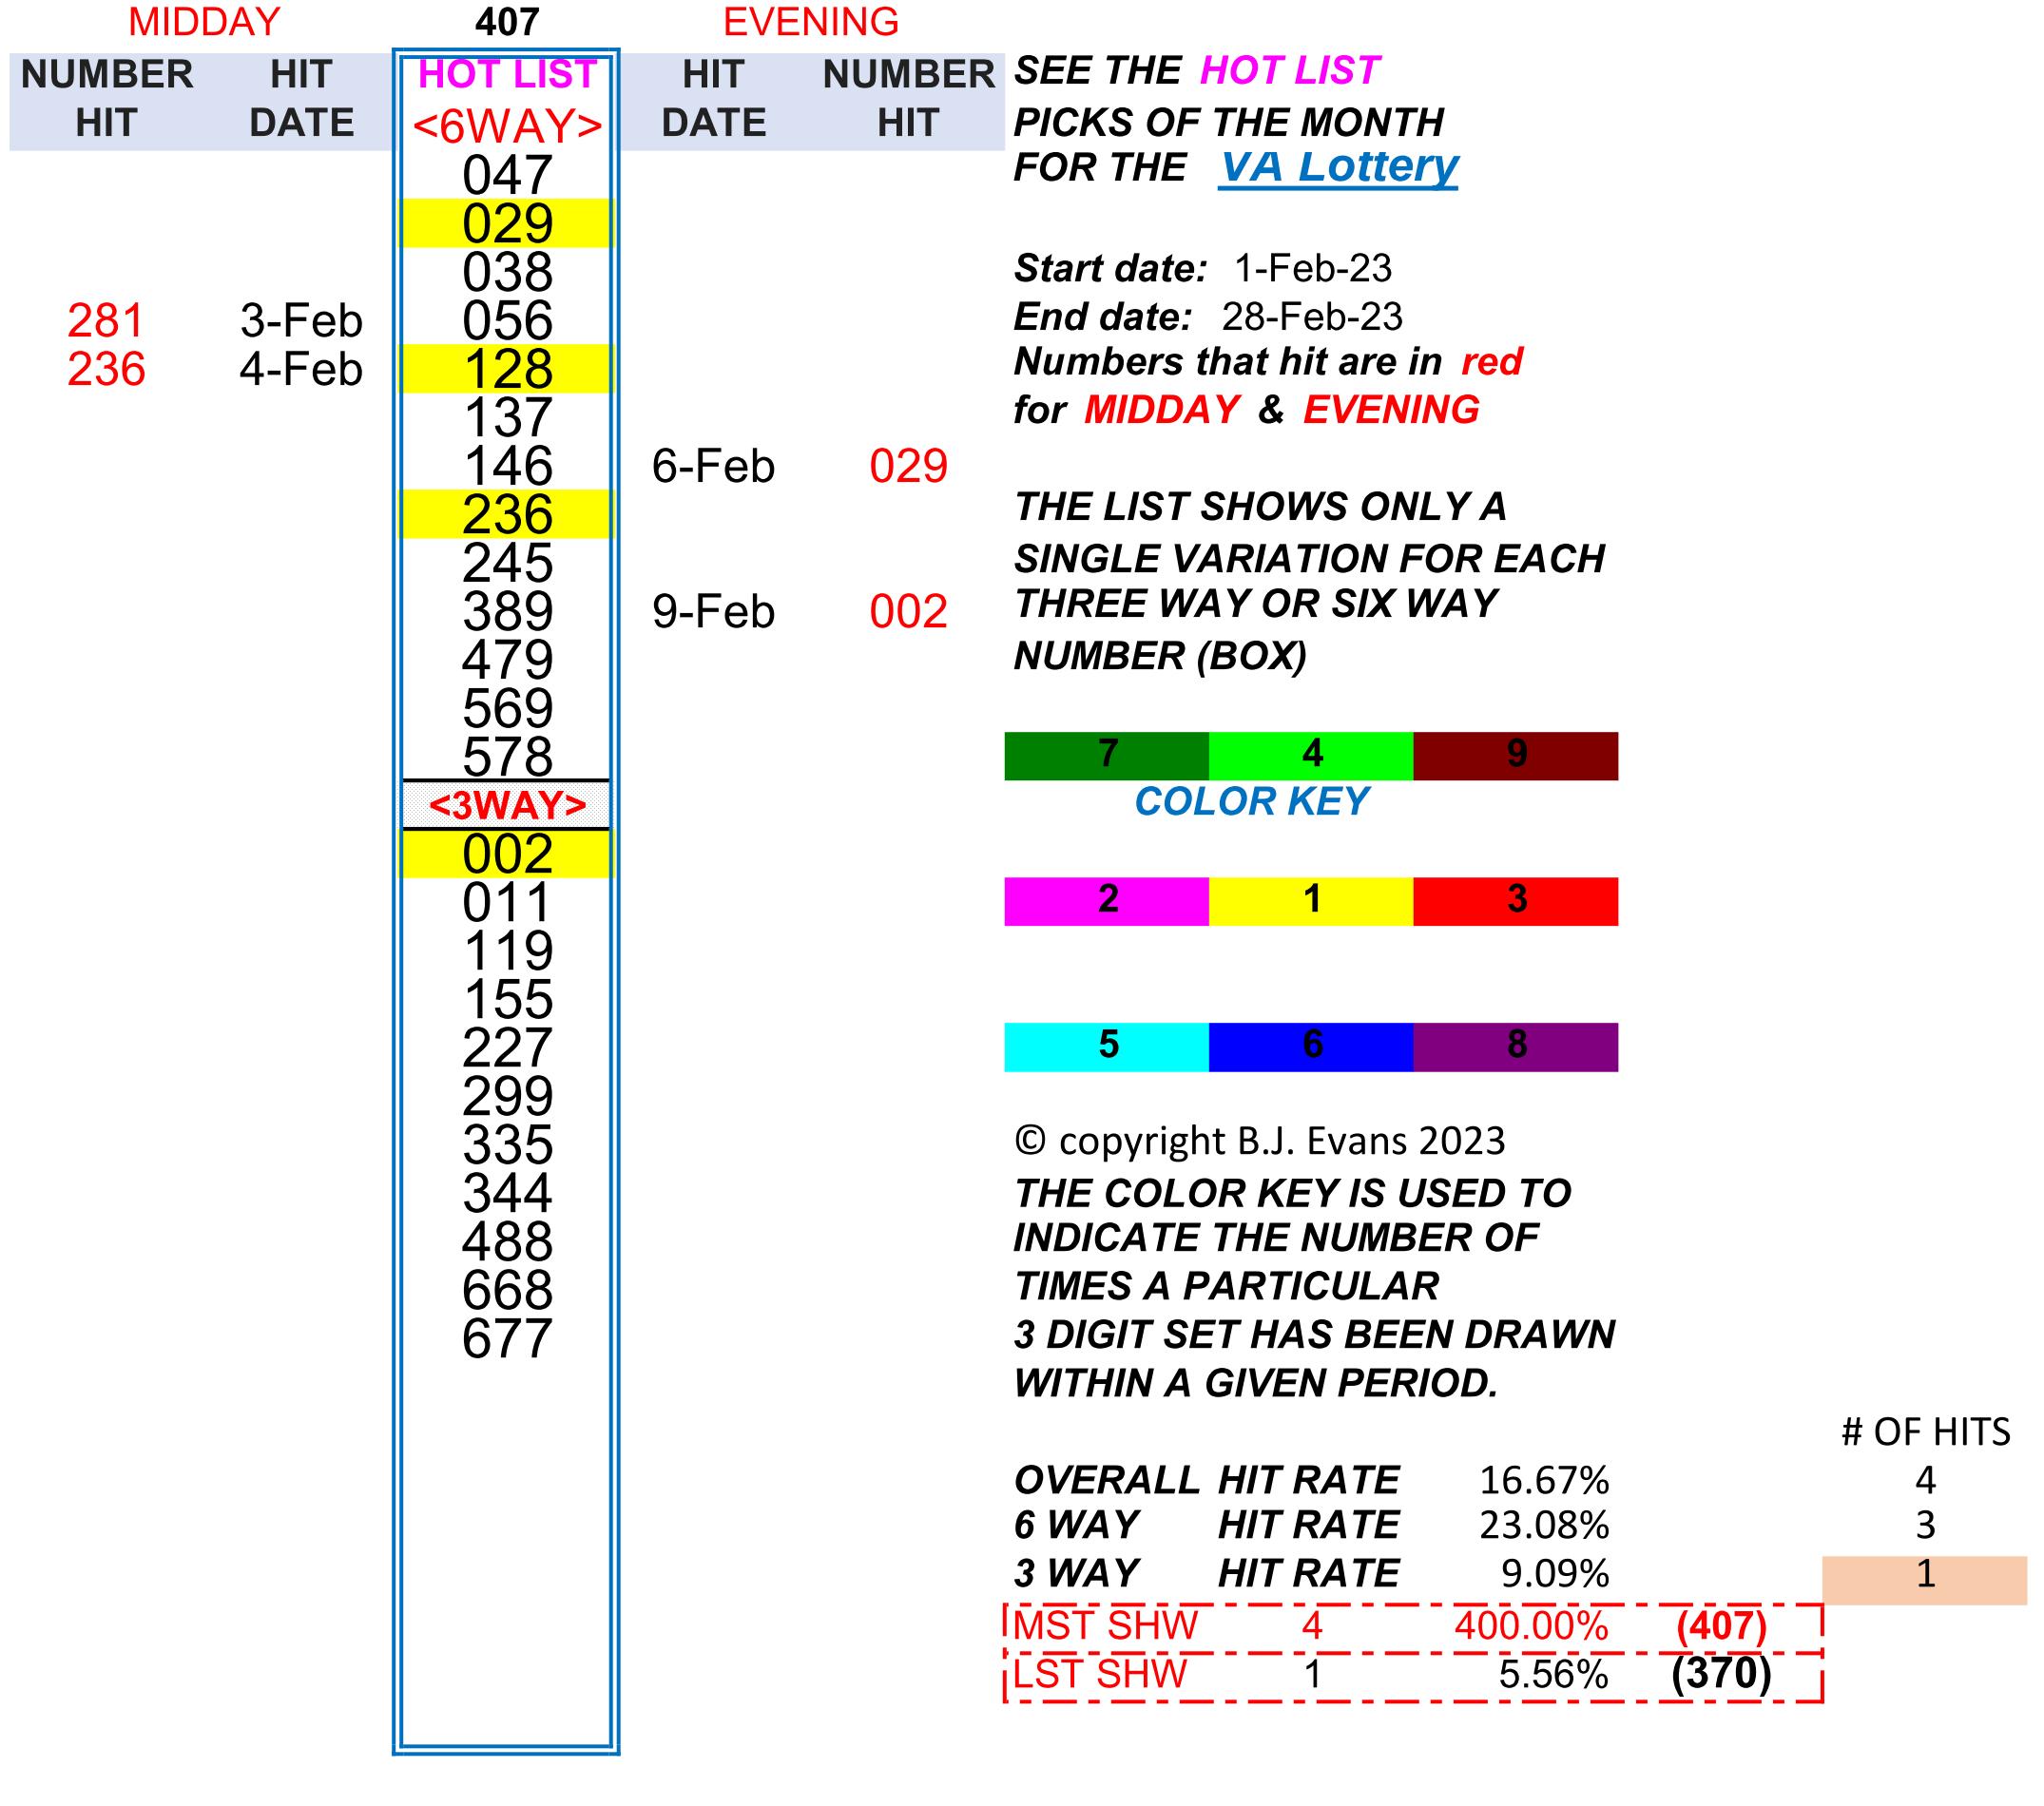 MIDDAY 407 EVENING
NUMBER HIT HOT LIST HIT NUMBER SEE THE HOT LIST
HIT DATE <6WAY> DATE HIT PICKS OF THE MONTH
047 FOR THE VA Lottery
029
038 Start date: 1-Feb-23
281 3-Feb 056 End date: 28-Feb-23
236 4-Feb 128 Numbers that hit are in red
137 for MIDDAY & EVENING
146 6-Feb 029
236 THE LIST SHOWS ONLY A
245 SINGLE VARIATION FOR EACH
389 9-Feb 002 THREE WAY OR SIX WAY
479 NUMBER (BOX)
569
578 7 4 9
<3WAY> COLOR KEY
002
011 2 1 3
119
155
227 5 6 8
299
335 © copyright B.J. Evans 2023
344 THE COLOR KEY IS USED TO
488 INDICATE THE NUMBER OF
668 TIMES A PARTICULAR
677 3 DIGIT SET HAS BEEN DRAWN
WITHIN A GIVEN PERIOD.
# OF HITS
OVERALL HIT RATE 16.67% 4
6 WAY HIT RATE 23.08% 3
3 WAY HIT RATE 9.09% 1
MST SHW 4 400.00% (407)
LST SHW 1 5.56% (370)